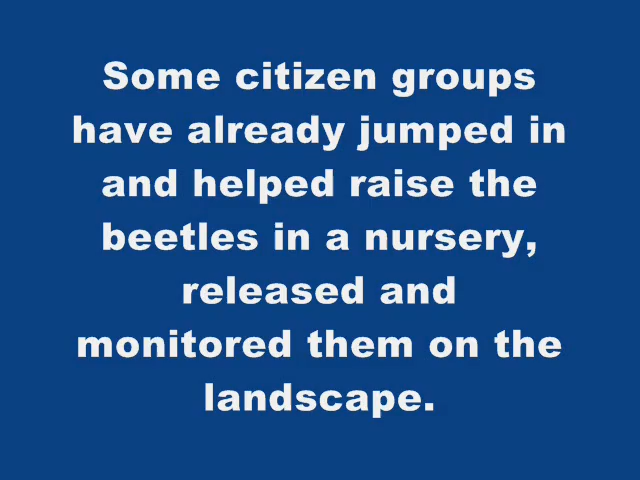 Some citizen groups
have already jumped in
and helped raise the
beetles in a nursery,
released and
monitored them on the
landscape.